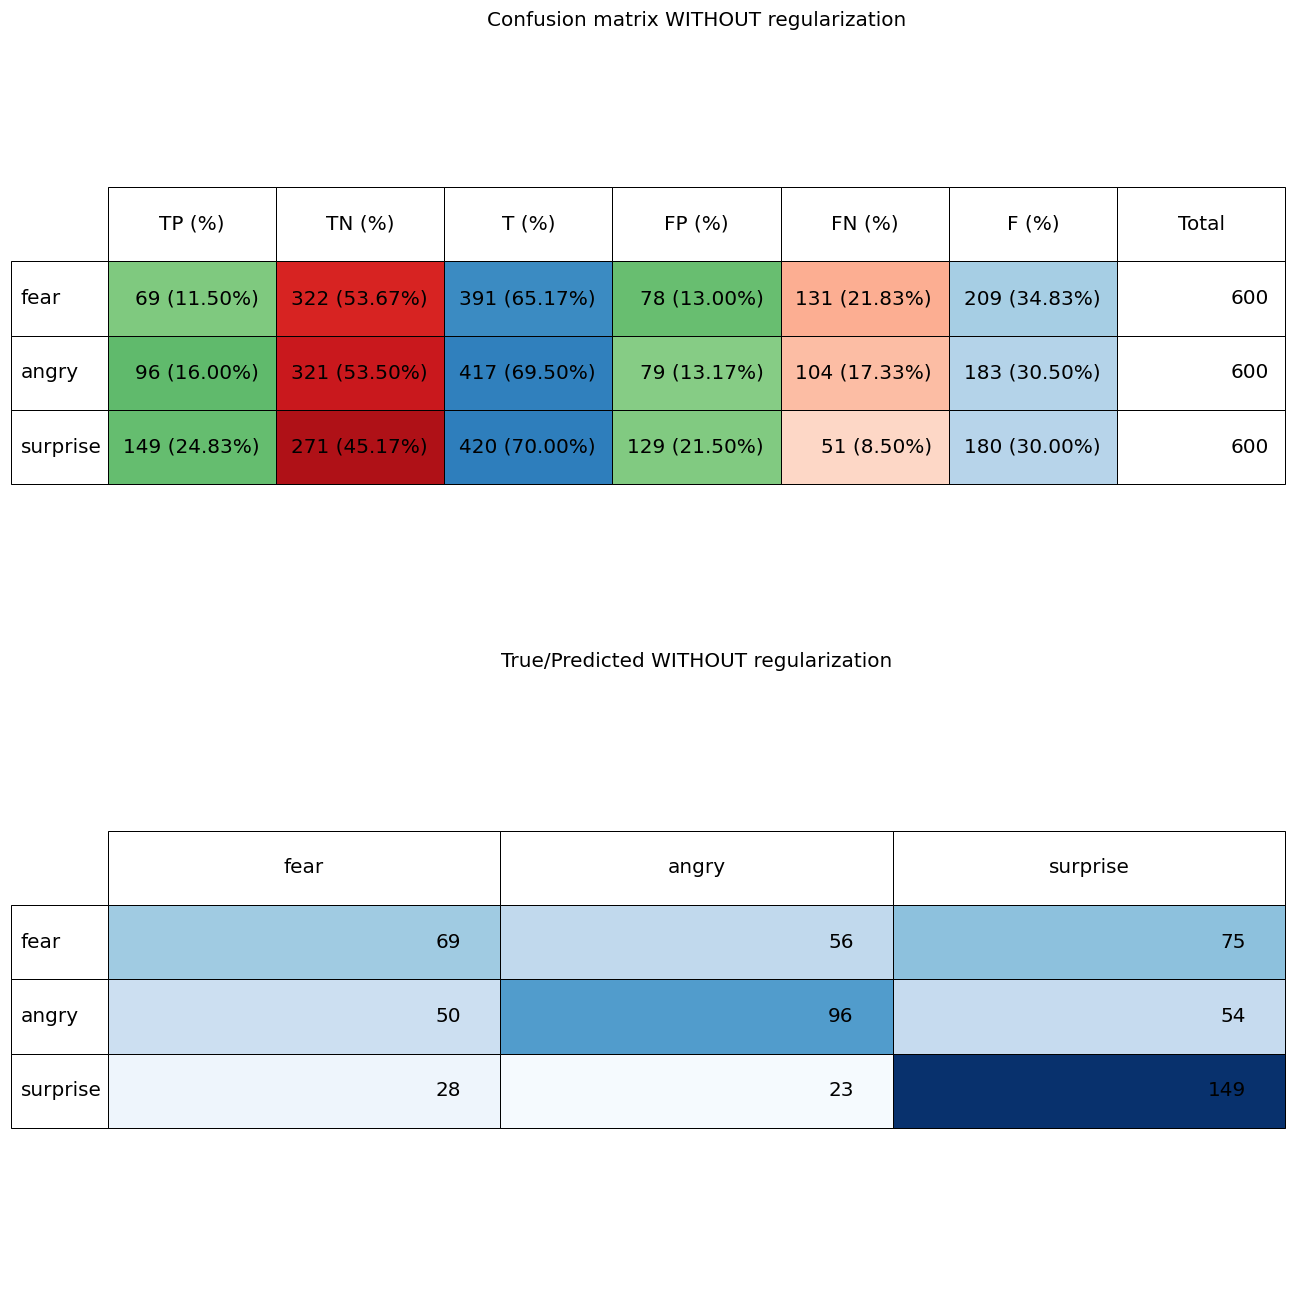 Confusion matrix WITHOUT regularization
TP (%) TN (%) T (%) FP (%) FN (%) F (%) Total
fear 69 (11.50%) 322 (53.67%) 391 (65.17%) 78 (13.00%) 131 (21.83%) 209 (34.83%) 600
angry 96 (16.00%) 321 (53.50%) 417 (69.50%) 79 (13.17%) 104 (17.33%) 183 (30.50%) 600
surprise 149 (24.83%) 271 (45.17%) 420 (70.00%) 129 (21.50%) 51 (8.50%) 180 (30.00%) 600
True/Predicted WITHOUT regularization
fear angry surprise
fear 69 56 75
angry 50 96 54
surprise 28 23 149